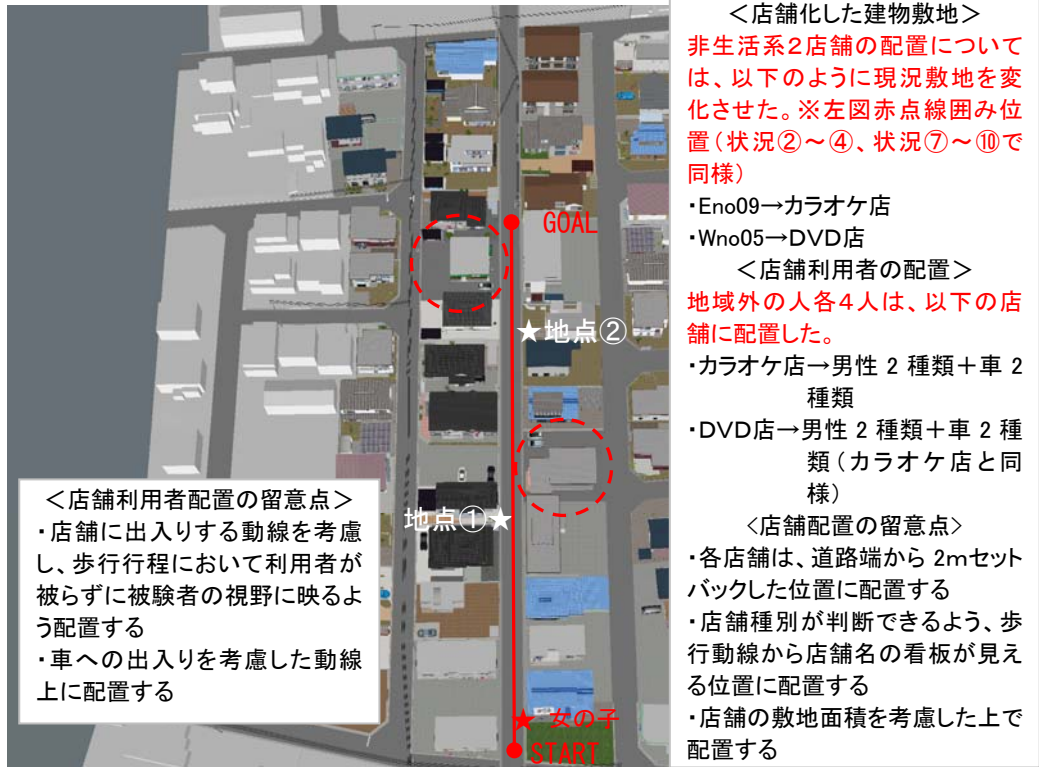 GOAL
★地点②
地点①★
★ 女の子
START
＜店舗利用者配置の留意点＞
・店舗に出入りする動線を考慮
し、歩行行程において利用者が
被らずに被験者の視野に映るよ
う配置する
・車への出入りを考慮した動線
上に配置する
＜店舗化した建物敷地＞
非生活系２店舗の配置について
は、以下のように現況敷地を変
化させた。※左図赤点線囲み位
置（状況②～④、状況⑦～⑩で
同様）
・Eno09→カラオケ店
・Wno05→DVD店
＜店舗利用者の配置＞
地域外の人各４人は、以下の店
舗に配置した。
・カラオケ店→男性 2 種類＋車 2
種類
・DVD店→男性 2 種類＋車 2 種
類（カラオケ店と同
様）
＜店舗配置の留意点＞
・各店舗は、道路端から 2mセット
バックした位置に配置する
・店舗種別が判断できるよう、歩
行動線から店舗名の看板が見え
る位置に配置する
・店舗の敷地面積を考慮した上で
配置する